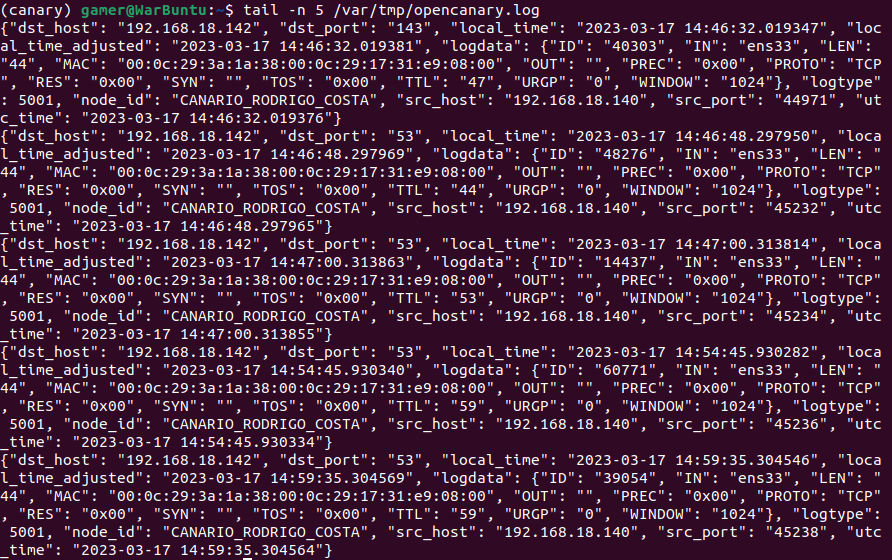 (canary) gamer@WarBuntu:~$ tail -n 5 /var/tmp/opencanary.log
{"dst_host": "192.168.18.142", "dst_port": "143", "local_time": "2023-03-17 14:46:32.019347", "loc
al_time_adjusted": "2023-03-17 14:46:32.019381", "logdata": {"ID": "40303", "IN": "ens33", "LEN":
"44", "MAC": "00:0c:29:3a:1a:38:00:0c:29:17:31:e9:08:00", "OUT": "", "PREC": "0x00", "PROTO": "TCP
", "RES": "0x00", "SYN": "", "TOS": "0x00", "TTL": "47", "URGP": "0", "WINDOW": "1024"}, "logtype"
: 5001, "node_id": "CANARIO_RODRIGO_COSTA", "src_host": "192.168.18.140", "src_port": "44971", "ut
c_time": "2023-03-17 14:46:32.019376"}
{"dst_host": "192.168.18.142", "dst_port": "53", "local_time": "2023-03-17 14:46:48.297950", "loca
l_time_adjusted": "2023-03-17 14:46:48.297969", "logdata": {"ID": "48276", "IN": "ens33", "LEN": "
44", "MAC": "00:0c:29:3a:1a:38:00:0c:29:17:31:e9:08:00", "OUT": "", "PREC": "0x00", "PROTO": "TCP"
, "RES": "0x00", "SYN": "", "TOS": "0x00", "TTL": "44", "URGP": "0", "WINDOW": "1024"}, "logtype":
 5001, "node_id": "CANARIO_RODRIGO_COSTA", "src_host": "192.168.18.140", "src_port": "45232", "utc
_time": "2023-03-17 14:46:48.297965"}
{"dst_host": "192.168.18.142", "dst_port": "53", "local_time": "2023-03-17 14:47:00.313814", "loca
l_time_adjusted": "2023-03-17 14:47:00.313863", "logdata": {"ID": "14437", "IN": "ens33", "LEN": "
44", "MAC": "00:0c:29:3a:1a:38:00:0c:29:17:31:e9:08:00", "OUT": "", "PREC": "0x00", "PROTO": "TCP"
, "RES": "0x00", "SYN": "", "TOS": "0x00", "TTL": "53", "URGP": "0", "WINDOW": "1024"}, "logtype":
 5001, "node_id": "CANARIO_RODRIGO_COSTA", "src_host": "192.168.18.140", "src_port": "45234", "utc
_time": "2023-03-17 14:47:00.313855"}
{"dst_host": "192.168.18.142", "dst_port": "53", "local_time": "2023-03-17 14:54:45.930282", "loca
l_time_adjusted": "2023-03-17 14:54:45.930340", "logdata": {"ID": "60771", "IN": "ens33", "LEN": "
44", "MAC": "00:0c:29:3a:1a:38:00:0c:29:17:31:e9:08:00", "OUT": "", "PREC": "0x00", "PROTO": "TCP"
, "RES": "0x00", "SYN": "", "TOS": "0x00", "TTL": "59", "URGP": "0", "WINDOW": "1024"}, "logtype":
 5001, "node_id": "CANARIO_RODRIGO_COSTA", "src_host": "192.168.18.140", "src_port": "45236", "utc
_time": "2023-03-17 14:54:45.930334"}
{"dst_host": "192.168.18.142", "dst_port": "53", "local_time": "2023-03-17 14:59:35.304546", "loca
l_time_adjusted": "2023-03-17 14:59:35.304569", "logdata": {"ID": "39054", "IN": "ens33", "LEN": "
44", "MAC": "00:0c:29:3a:1a:38:00:0c:29:17:31:e9:08:00", "OUT": "", "PREC": "0x00", "PROTO": "TCP"
, "RES": "0x00", "SYN": "", "TOS": "0x00", "TTL": "59", "URGP": "0", "WINDOW": "1024"}, "logtype":
 5001, "node_id": "CANARIO_RODRIGO_COSTA", "src_host": "192.168.18.140", "src_port": "45238", "utc
_time": "2023-03-17 14:59:35.304564"}